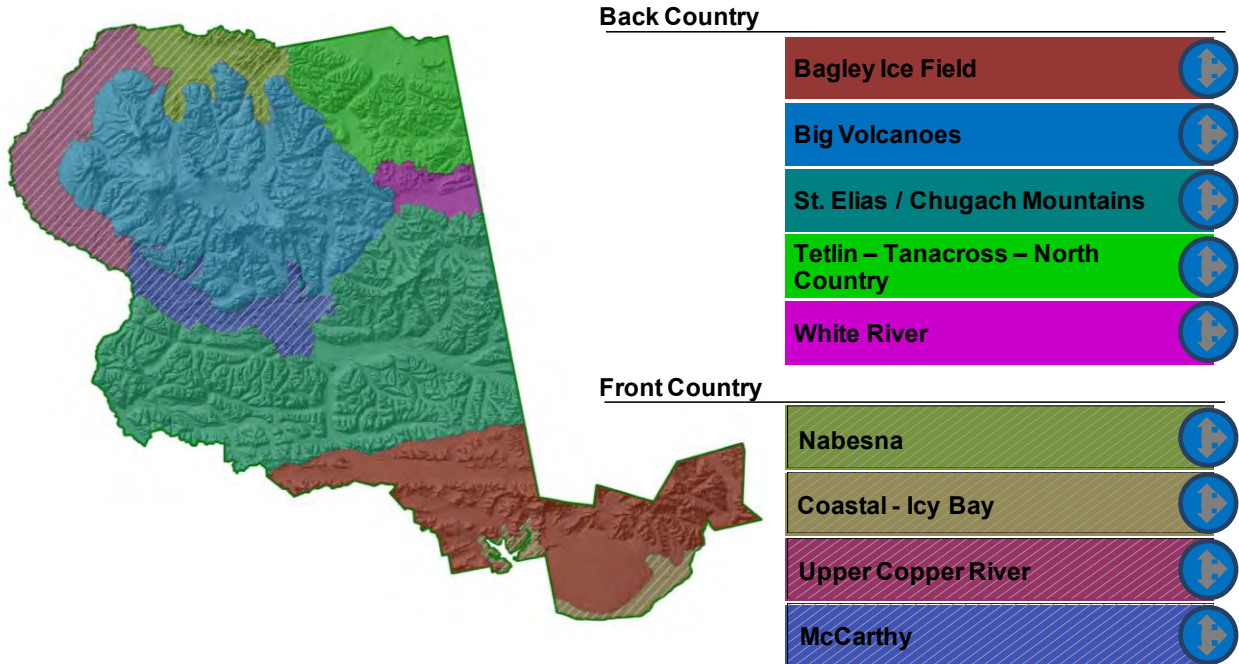 Back Country
Bagley Ice Field
Big Volcanoes
St. Elias / Chugach Mountains
Tetlin – Tanacross – North
Country
White River
Front Country
Nabesna
Coastal - Icy Bay
Upper Copper River
McCarthy